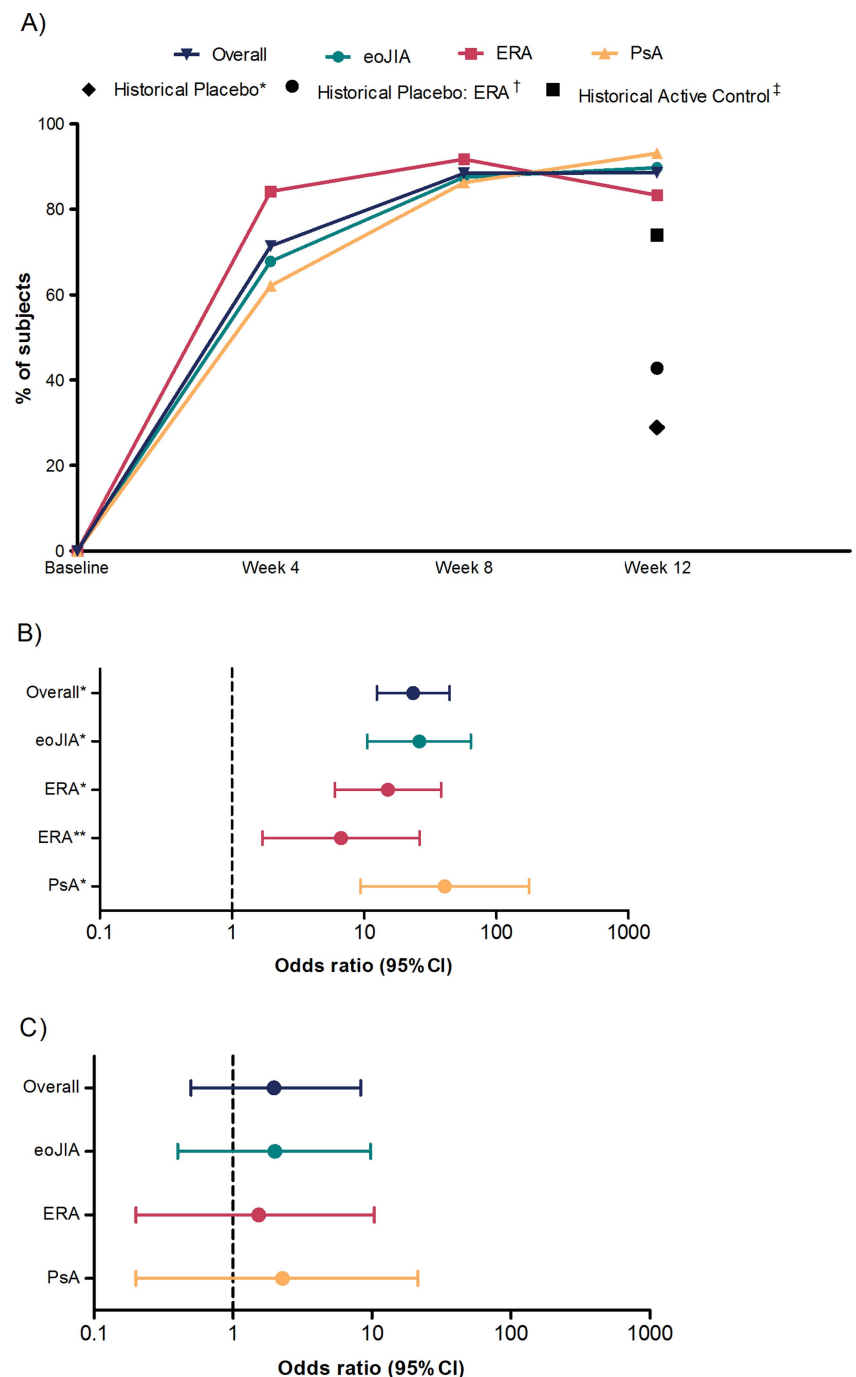 A)
Overall eoJIA ERA PsA
Historical Placebo* Historical Placebo: ERA† Historical Active Control‡
100
80
60
40
20
0
% of subjects
Baseline Week 4 Week 8 Week 12
B)
Overall*
eoJIA*
ERA*
ERA**
PsA*
0.1 1 10 100 1000
Odds ratio (95% CI)
C)
Overall
eoJIA
ERA
PsA
0.1 1 10 100 1000
Odds ratio (95% CI)